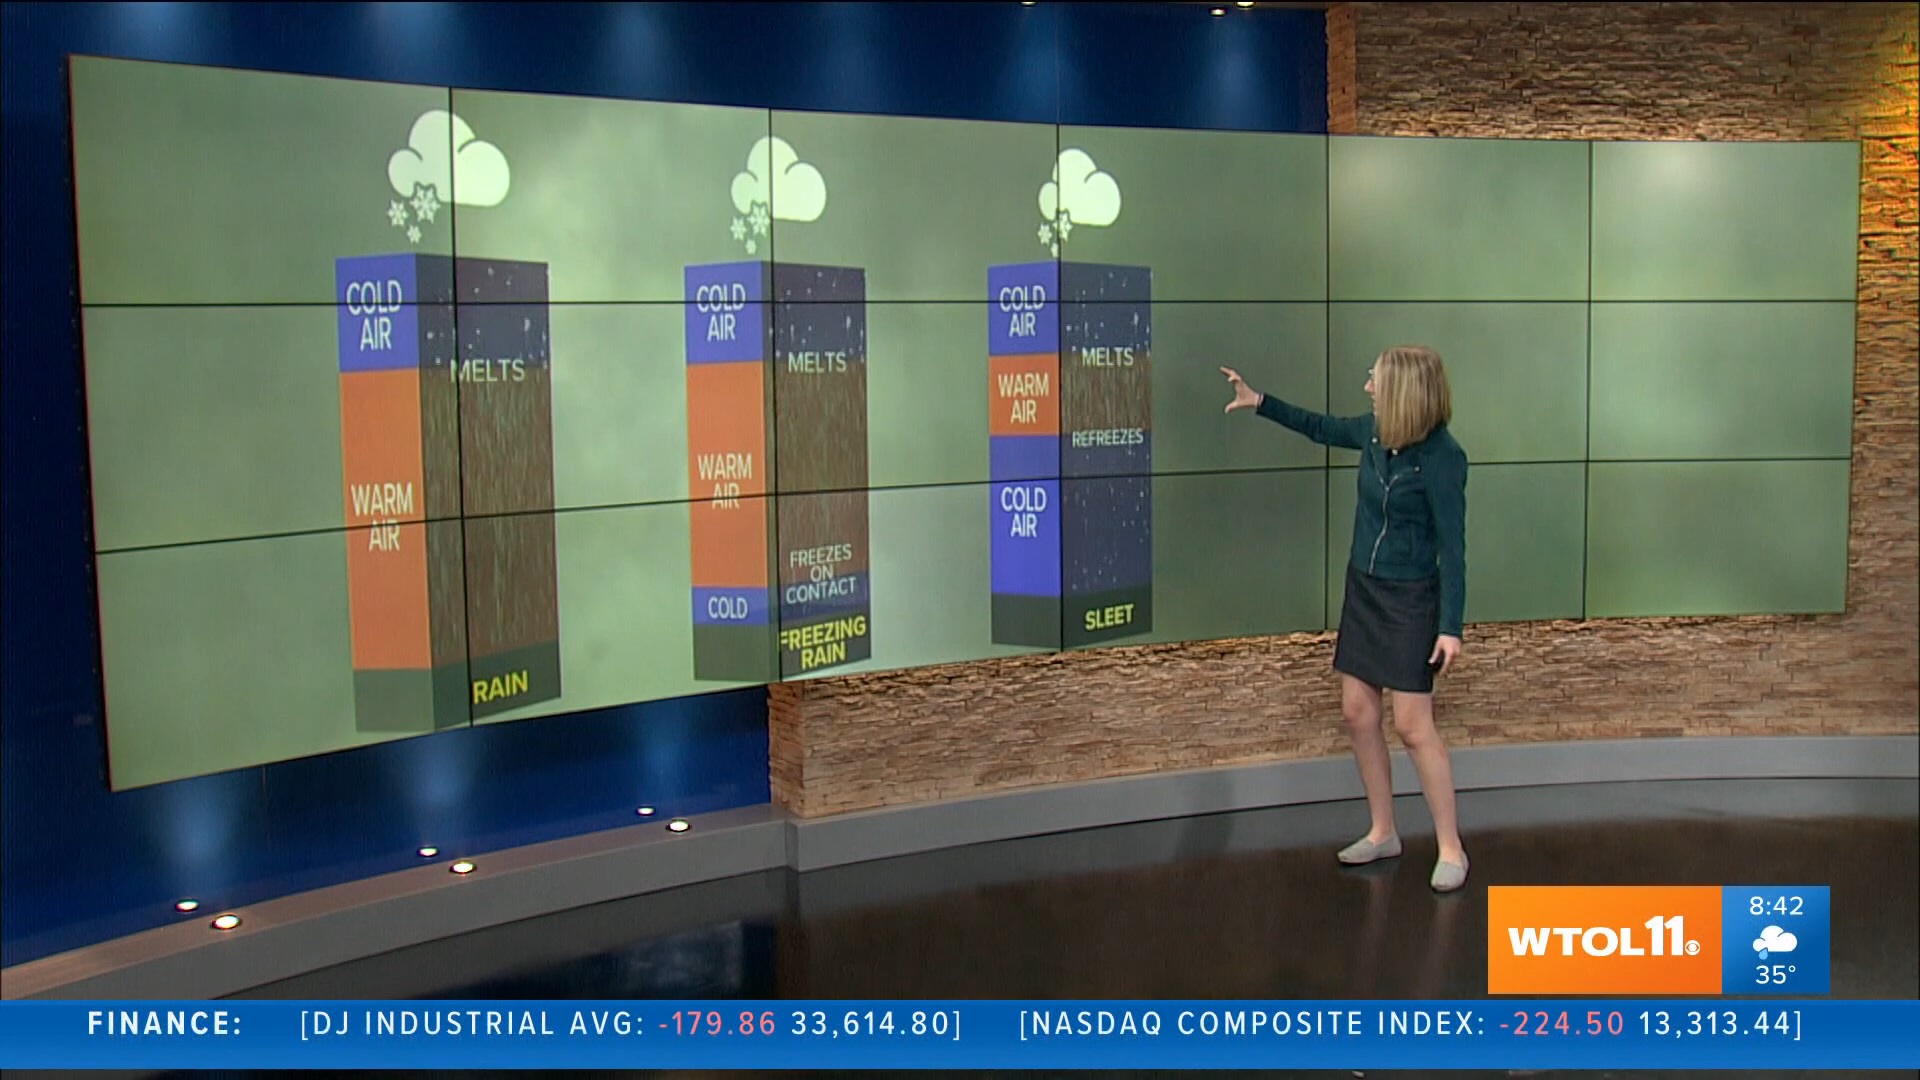 COLD
AIR
MELTS
WARM
AIR
RAIN
COLD
AIR
MELTS
WARM
AIR
FREEZES
ON
CONTACT
COLD
FREEZING
RAIN
COLD
AIR
MELTS
WARM
AIR
REFREEZES
COLD
AIR
SLEET
WTOL11
8:42
35°
FINANCE: [DJ INDUSTRIAL AVG: -179.86 33,614.80] [NASDAQ COMPOSITE INDEX: -224.50 13,313.44]